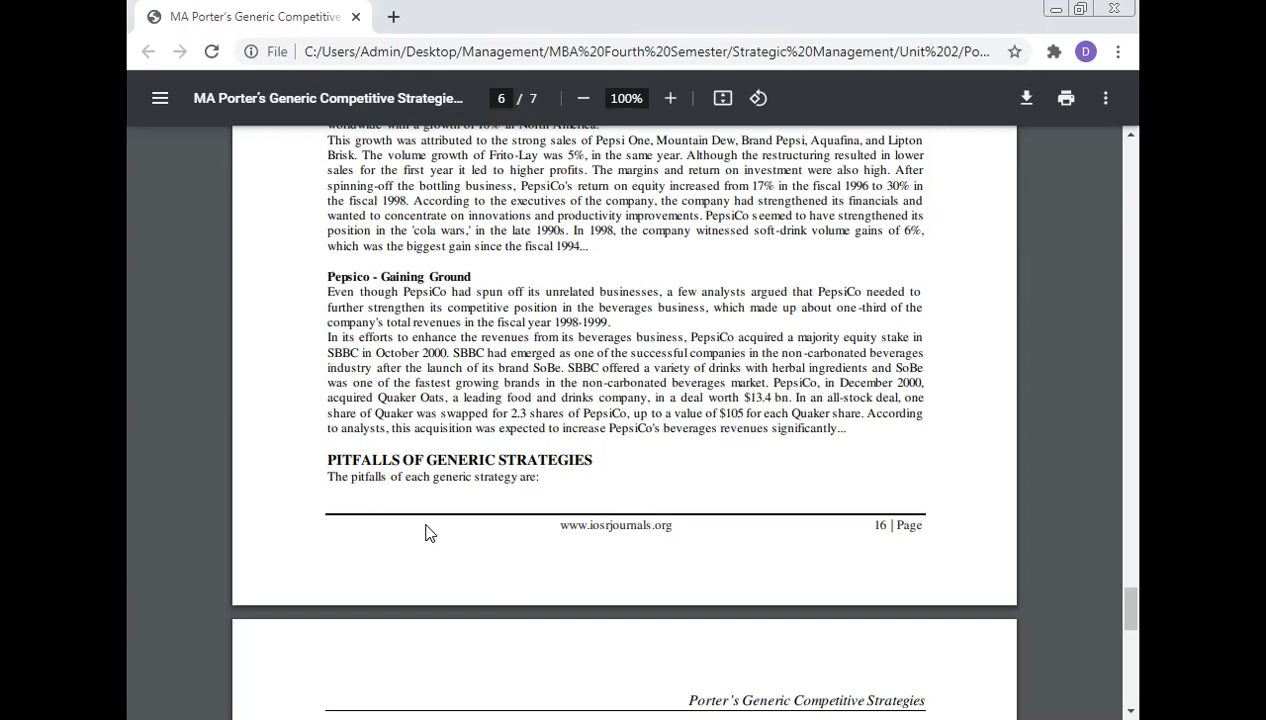 MA Porter's Generic Competitive
File C:/Users/Admin/Desktop/Management/MBA%20Fourth%20Semester/Strategic%20Management/Unit%202/Po...
D
MA Porter's Generic Competitive Strategie...
6 / 7
100%
worldwide with a growth of 10% in North America.
This growth was attributed to the strong sales of Pepsi One, Mountain Dew, Brand Pepsi, Aquafina, and Lipton
Brisk. The volume growth of Frito-Lay was 5%, in the same year. Although the restructuring resulted in lower
sales for the first year it led to higher profits. The margins and return on investment were also high. After
spinning-off the bottling business, PepsiCo's return on equity increased from 17% in the fiscal 1996 to 30% in
the fiscal 1998. According to the executives of the company, the company had strengthened its financials and
wanted to concentrate on innovations and productivity improvements. PepsiCo seemed to have strengthened its
position in the 'cola wars,' in the late 1990s. In 1998, the company witnessed soft-drink volume gains of 6%,
which was the biggest gain since the fiscal 1994...
Pepsico - Gaining Ground
Even though PepsiCo had spun off its unrelated businesses, a few analysts argued that PepsiCo needed to
further strengthen its competitive position in the beverages business, which made up about one-third of the
company's total revenues in the fiscal year 1998-1999.
In its efforts to enhance the revenues from its beverages business, PepsiCo acquired a majority equity stake in
SBBC in October 2000. SBBC had emerged as one of the successful companies in the non-carbonated beverages
industry after the launch of its brand SoBe. SBBC offered a variety of drinks with herbal ingredients and SoBe
was one of the fastest growing brands in the non-carbonated beverages market. PepsiCo, in December 2000,
acquired Quaker Oats, a leading food and drinks company, in a deal worth $13.4 bn. In an all-stock deal, one
share of Quaker was swapped for 2.3 shares of PepsiCo, up to a value of $105 for each Quaker share. According
to analysts, this acquisition was expected to increase PepsiCo's beverages revenues significantly...
PITFALLS OF GENERIC STRATEGIES
The pitfalls of each generic strategy are:
www.iosrjournals.org 16 | Page
Porter's Generic Competitive Strategies